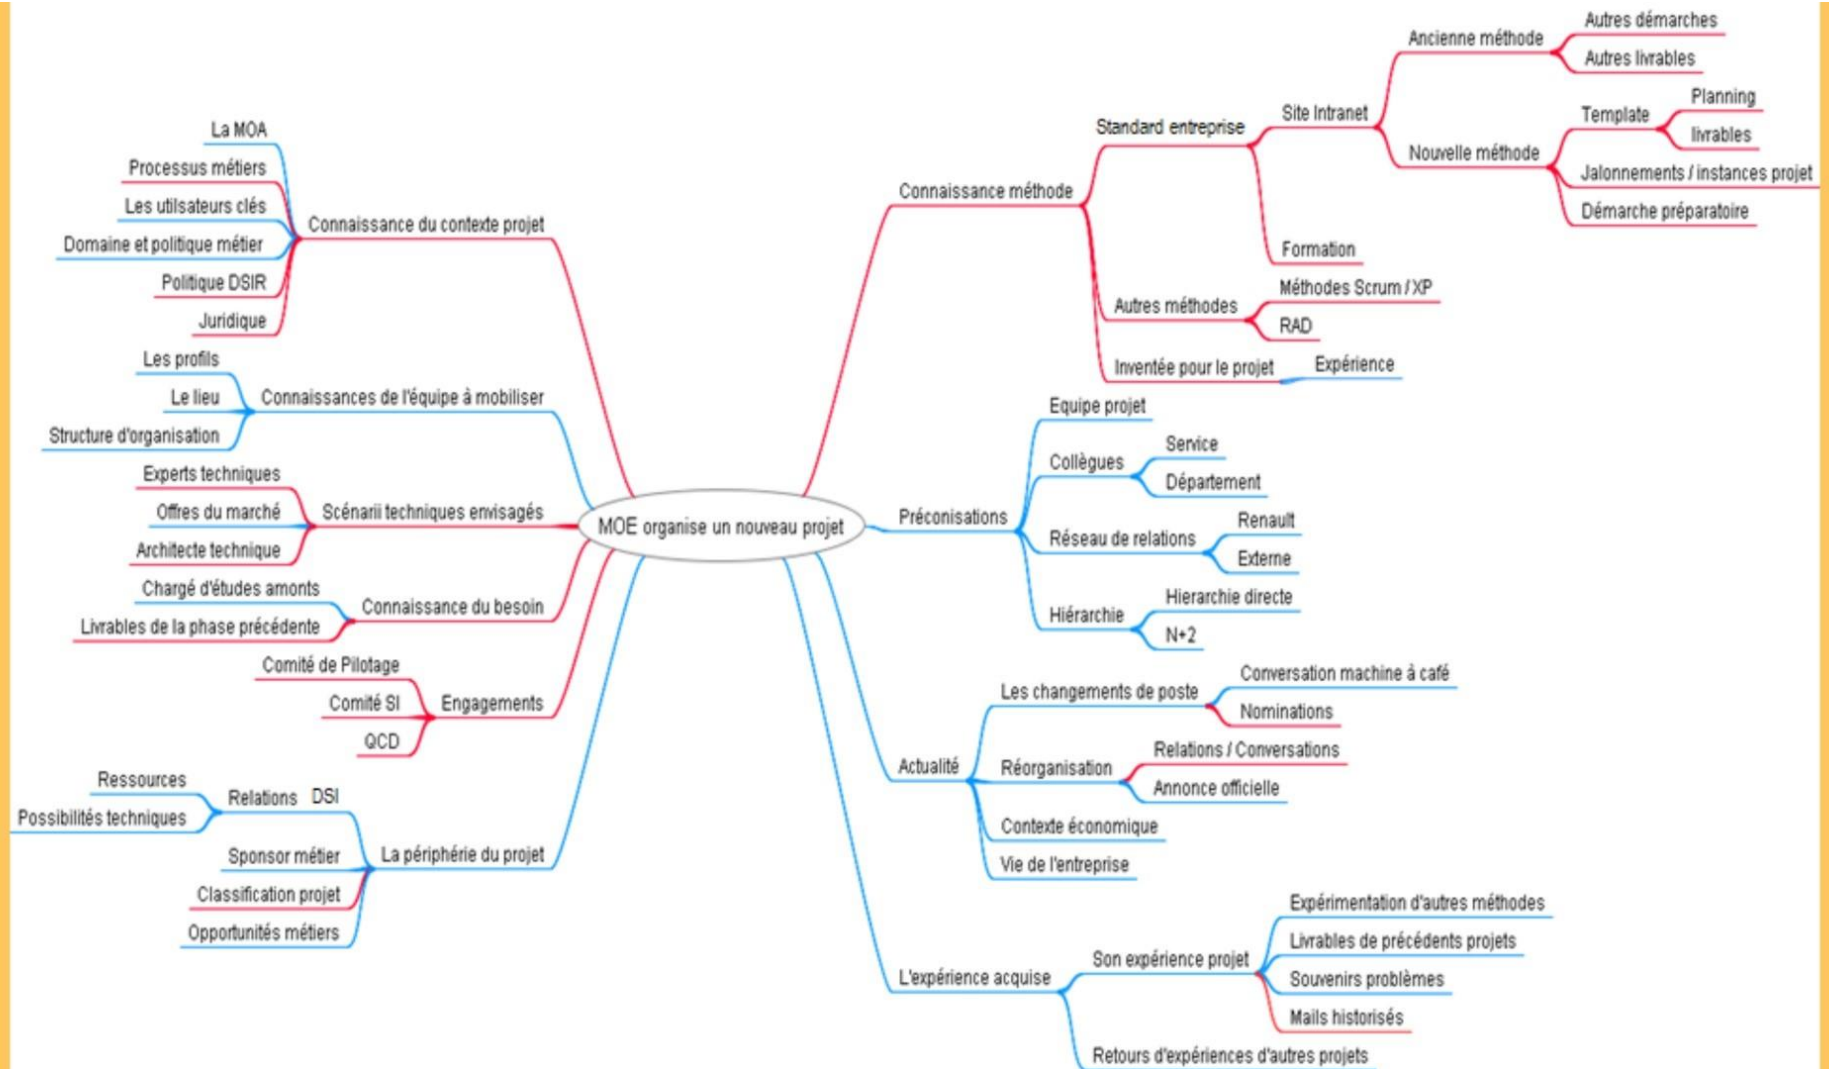 MOE organise un nouveau projet
Connaissance du contexte projet
La MOA
Processus métiers
Les utilsateurs clés
Domaine et politique métier
Politique DSIR
Juridique
Connaissances de l'équipe à mobiliser
Les profils
Le lieu
Structure d'organisation
Scénarii techniques envisagés
Experts techniques
Offres du marché
Architecte technique
Connaissance du besoin
Chargé d'études amonts
Livrables de la phase précédente
Engagements
Comité de Pilotage
Comité SI
QCD
La périphérie du projet
Relations DSI
Ressources
Possibilités techniques
Sponsor métier
Classification projet
Opportunités métiers
Connaissance méthode
Standard entreprise
Site Intranet
Ancienne méthode
Autres démarches
Autres livrables
Nouvelle méthode
Template
Planning
livrables
Jalonnements / instances projet
Démarche préparatoire
Formation
Autres méthodes
Méthodes Scrum / XP
RAD
Inventée pour le projet
Expérience
Préconisations
Equipe projet
Collègues
Service
Département
Réseau de relations
Renault
Externe
Hiérarchie
Hierarchie directe
N+2
Actualité
Les changements de poste
Conversation machine à café
Nominations
Réorganisation
Relations / Conversations
Annonce officielle
Contexte économique
Vie de l'entreprise
L'expérience acquise
Son expérience projet
Expérimentation d'autres méthodes
Livrables de précédents projets
Souvenirs problèmes
Mails historisés
Retours d'expériences d'autres projets